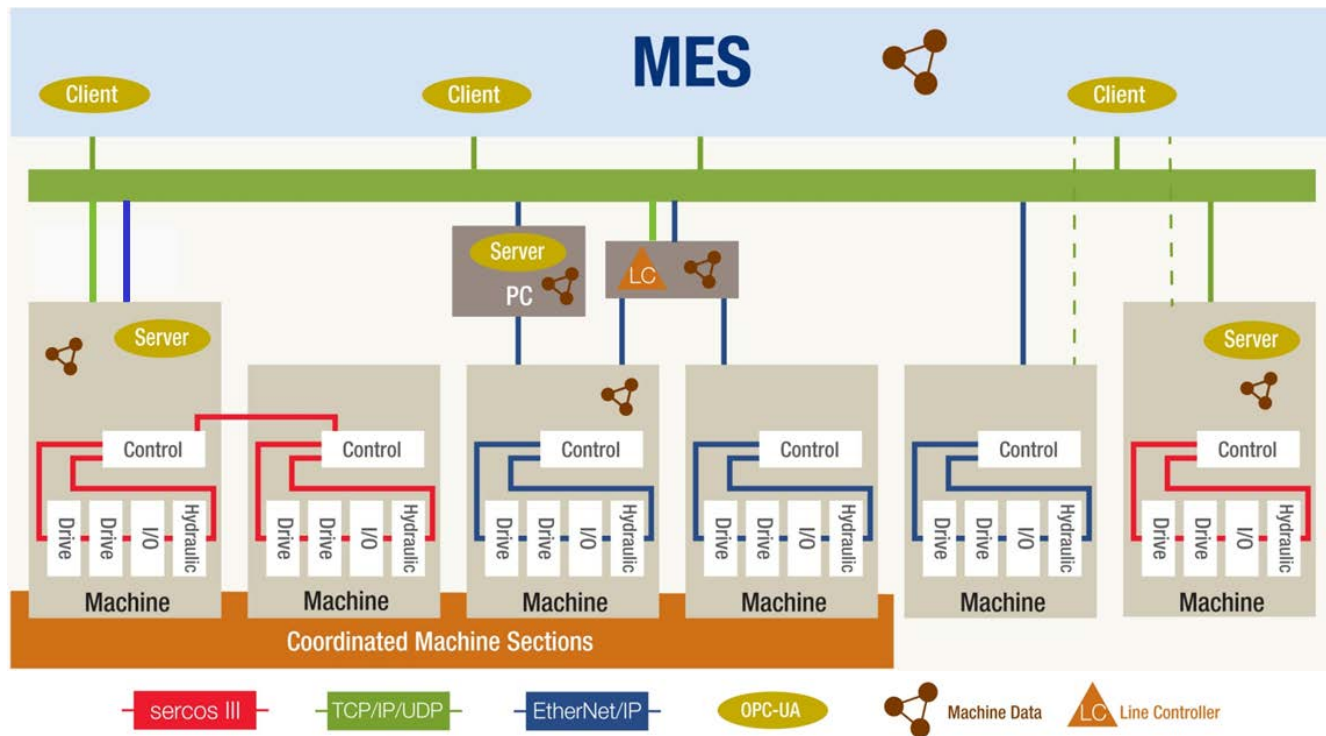 MES
Client
Client
Client
Server
PC
LC
Server
Server
Control
Control
Control
Control
Control
Control
Drive
Drive
I/O
Hydraulic
Drive
Drive
I/O
Hydraulic
Drive
Drive
I/O
Hydraulic
Drive
Drive
I/O
Hydraulic
Drive
Drive
I/O
Hydraulic
Drive
Drive
I/O
Hydraulic
Machine
Machine
Machine
Machine
Machine
Machine
Coordinated Machine Sections
sercos III
TCP/IP/UDP
EtherNet/IP
OPC-UA
Machine Data
LC
Line Controller